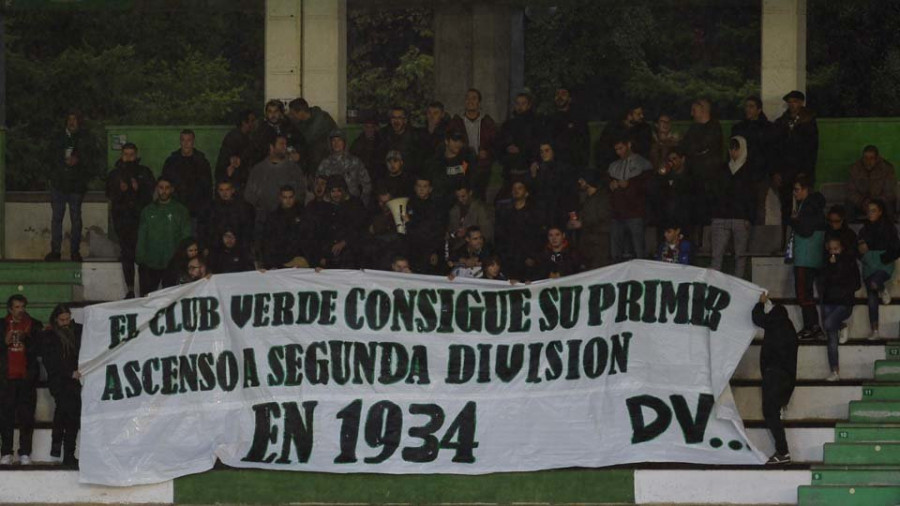 EL CLUB VERDE CONSIGUE SU PRIMER
ASCENSO A SEGUNDA DIVISION
EN 1934
DV..